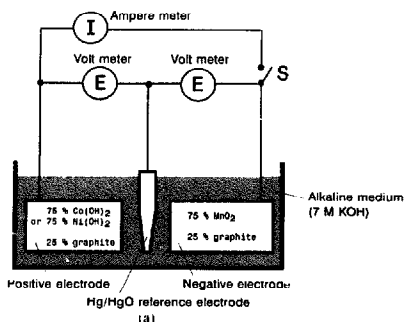 Ampere meter
I
Volt meter
Volt meter
E
E
S
75 % Co(OH)2
or 75 % Ni(OH)2
25 % graphite
75 % MnO2
25 % graphite
Alkaline medium
(7 M KOH)
Positive electrode
Negative electrode
Hg/HgO reference electrode
(a)